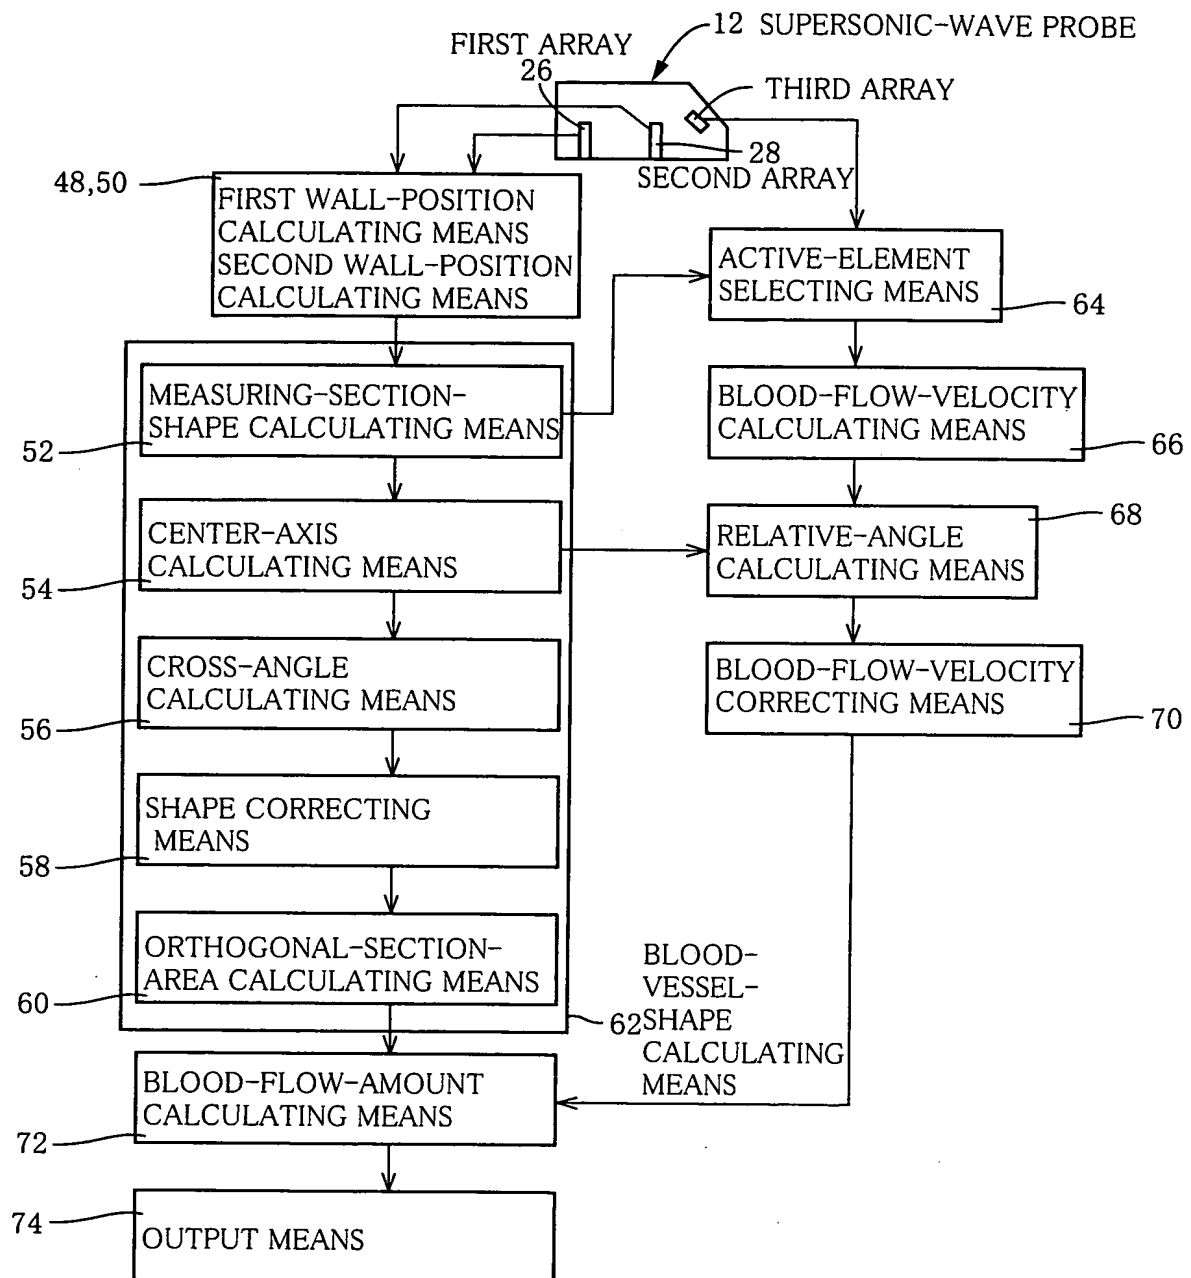 12 SUPERSONIC-WAVE PROBE
FIRST ARRAY
26
THIRD ARRAY
28
SECOND ARRAY
48,50
FIRST WALL-POSITION
CALCULATING MEANS
SECOND WALL-POSITION
CALCULATING MEANS
ACTIVE-ELEMENT
SELECTING MEANS
64
MEASURING-SECTION-
SHAPE CALCULATING MEANS
52
BLOOD-FLOW-VELOCITY
CALCULATING MEANS
66
CENTER-AXIS
CALCULATING MEANS
54
68
RELATIVE-ANGLE
CALCULATING MEANS
CROSS-ANGLE
CALCULATING MEANS
56
BLOOD-FLOW-VELOCITY
CORRECTING MEANS
70
SHAPE CORRECTING
MEANS
58
ORTHOGONAL-SECTION-
AREA CALCULATING MEANS
60
62
BLOOD-
VESSEL-
SHAPE
CALCULATING
MEANS
BLOOD-FLOW-AMOUNT
CALCULATING MEANS
72
74
OUTPUT MEANS